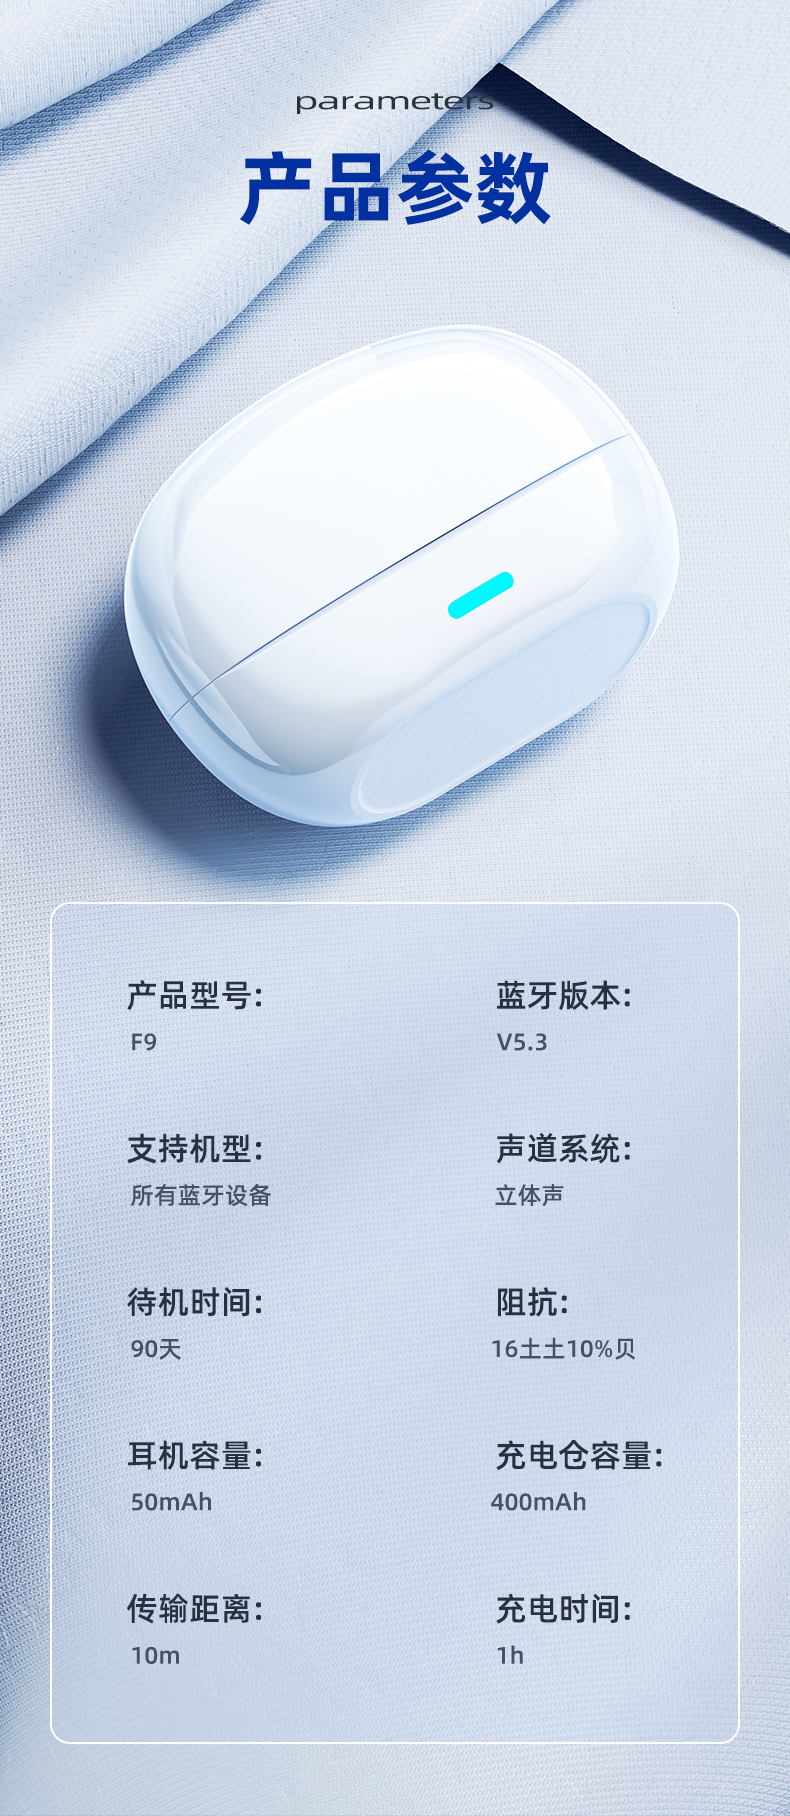 parameters
产品参数
产品型号:
F9
蓝牙版本:
V5.3
支持机型:
所有蓝牙设备
声道系统:
立体声
待机时间:
90天
阻抗:
16土土10%贝
耳机容量:
50mAh
充电仓容量:
400mAh
传输距离:
10m
充电时间:
1h